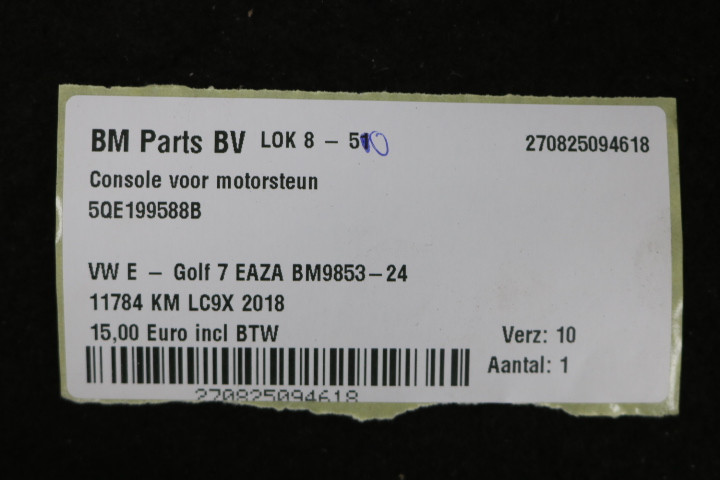 BM Parts BV LOK 8 - 510 270825094618
Console voor motorsteun
5QE199588B
VW E - Golf 7 EAZA BM9853-24
11784 KM LC9X 2018
15,00 Euro incl BTW Verz: 10
Aantal: 1
270825094618